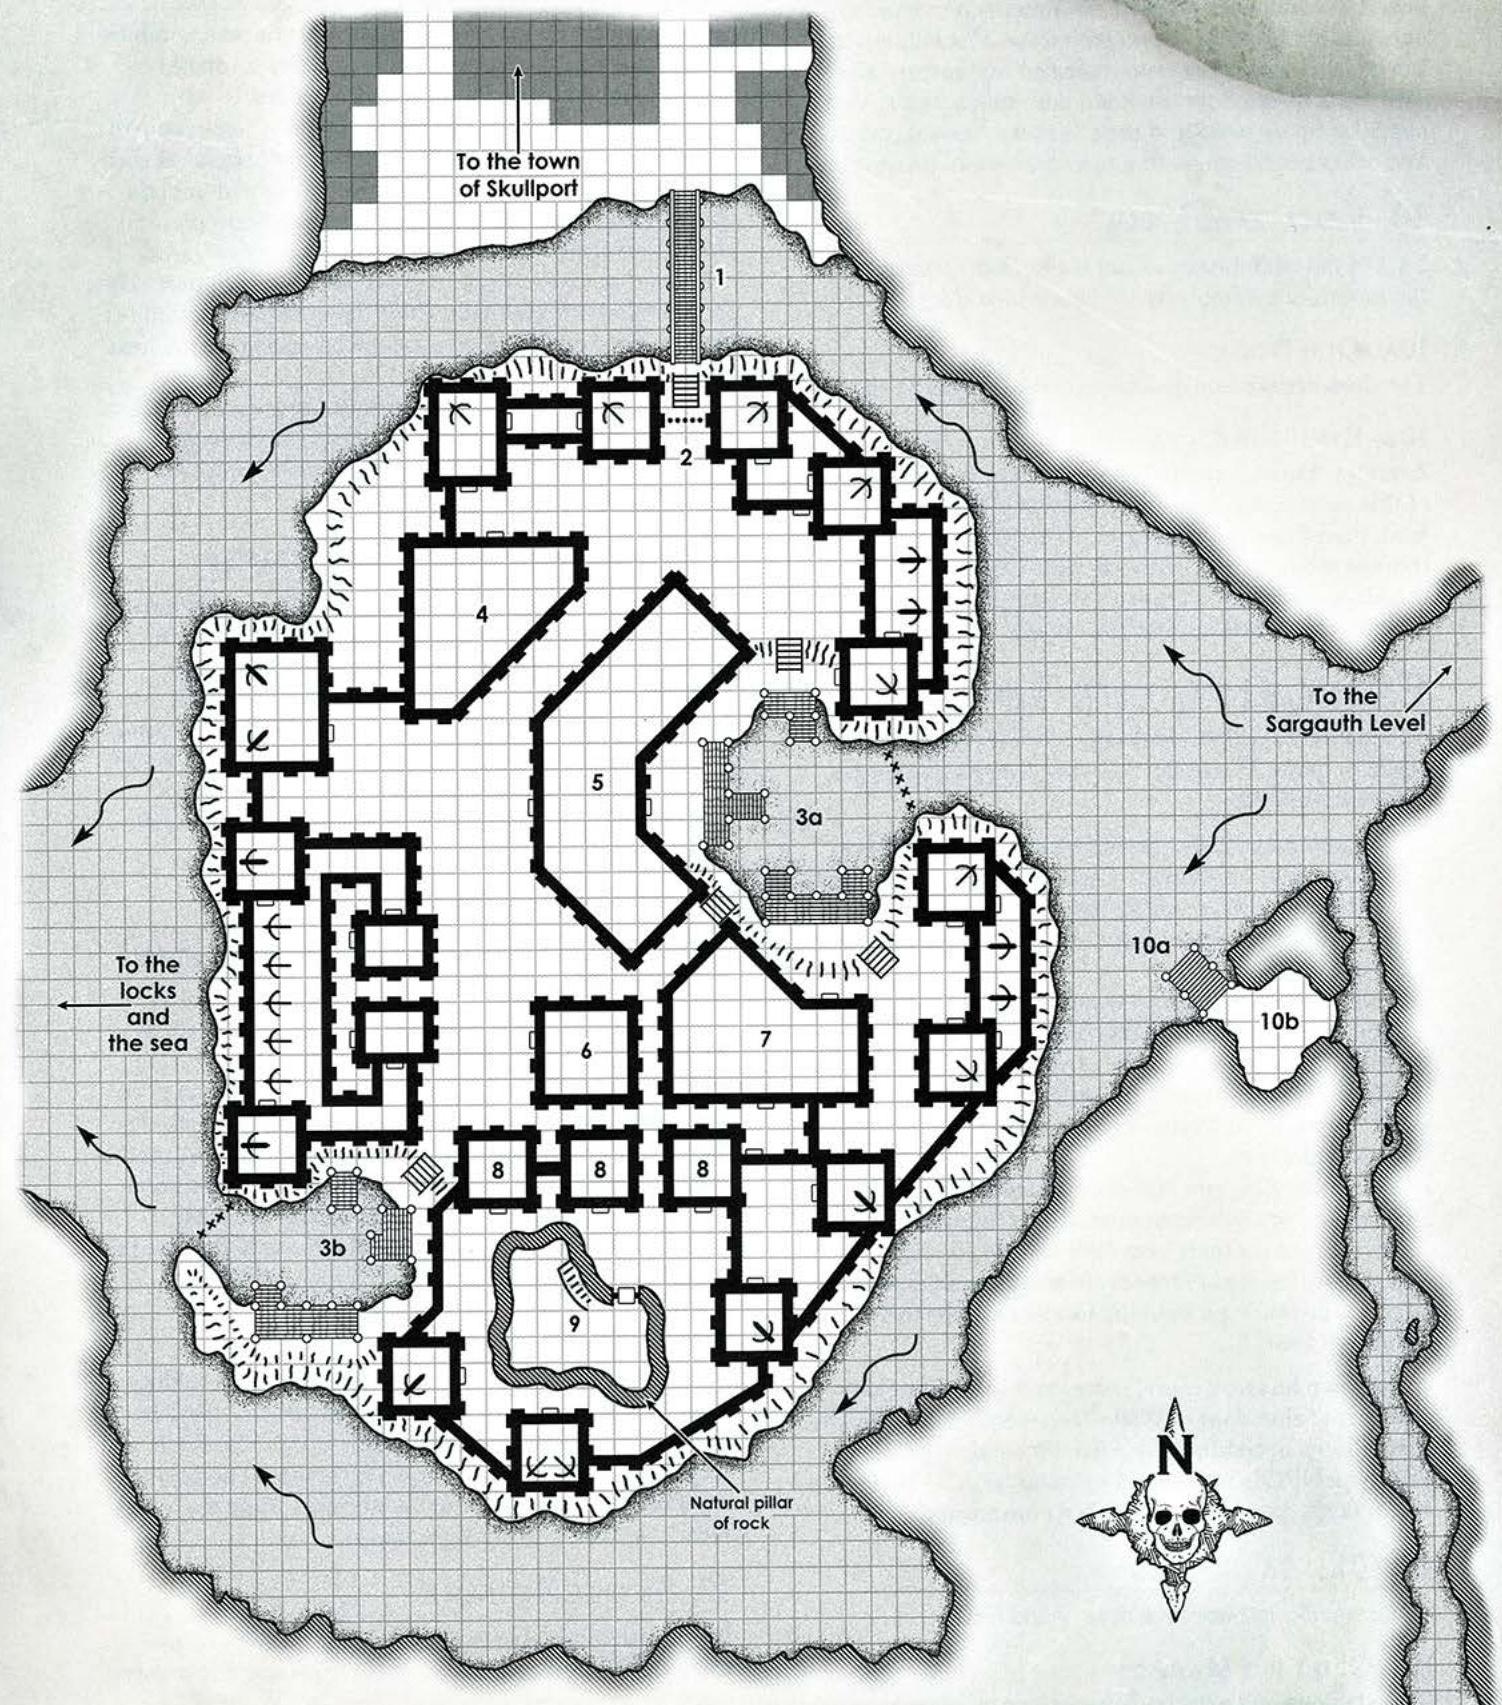 To the town
of Skullport
1
2
4
To the
Sargauth Level
5
3a
10a
To the
locks
and
the sea
10b
7
6
8
8
8
3b
9
N
Natural pillar
of rock